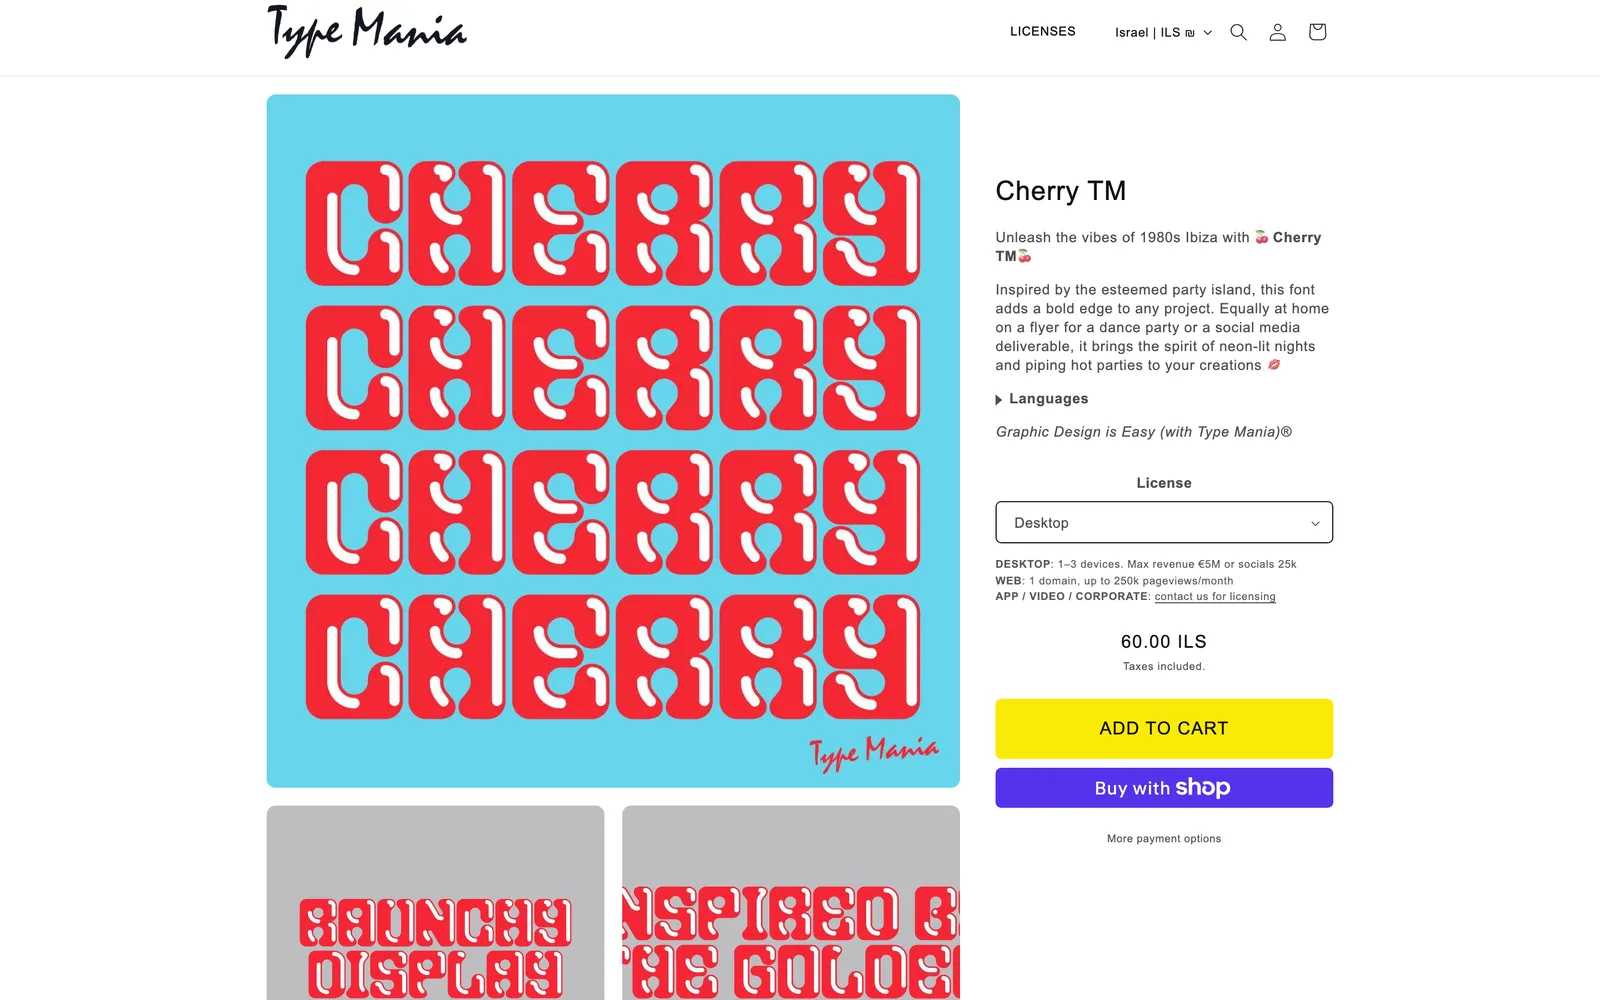 Type Mania
LICENSES
Israel | ILS ₪
CHERRY
CHERRY
CHERRY
CHERRY
Type Mania
Cherry TM
Unleash the vibes of 1980s Ibiza with 🍒 Cherry
TM🍒
Inspired by the esteemed party island, this font
adds a bold edge to any project. Equally at home
on a flyer for a dance party or a social media
deliverable, it brings the spirit of neon-lit nights
and piping hot parties to your creations 💋
Languages
Graphic Design is Easy (with Type Mania)®
License
Desktop
DESKTOP: 1–3 devices. Max revenue €5M or socials 25k
WEB: 1 domain, up to 250k pageviews/month
APP / VIDEO / CORPORATE: contact us for licensing
60.00 ILS
Taxes included.
ADD TO CART
Buy with shop
More payment options
RAUNCHY
DISPLAY
NSPIRED
THE GOLDE